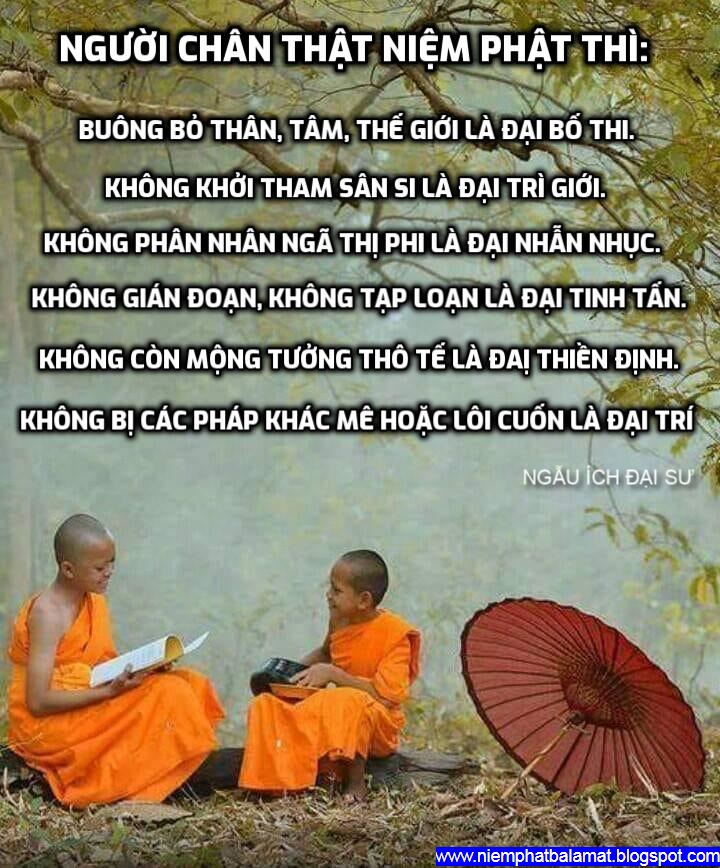 NGƯỜI CHÂN THẬT NIỆM PHẬT THÌ:
BUÔNG BỎ THÂN, TÂM, THẾ GIỚI LÀ ĐẠI BỐ THI.
KHÔNG KHỞI THAM SÂN SI LÀ ĐẠI TRÌ GIỚI.
KHÔNG PHÂN NHÂN NGÃ THỊ PHI LÀ ĐẠI NHẪN NHỤC.
KHÔNG GIÁN ĐOẠN, KHÔNG TẠP LOẠN LÀ ĐẠI TINH TẤN.
KHÔNG CÒN MỘNG TƯỞNG THÔ TẾ LÀ ĐAỊ THIỀN ĐỊNH.
KHÔNG BỊ CÁC PHÁP KHÁC MÊ HOẶC LÔI CUỐN LÀ ĐẠI TRÍ
NGẪU ÍCH ĐẠI SƯ
www.niemphatbalamat.blogspot.com